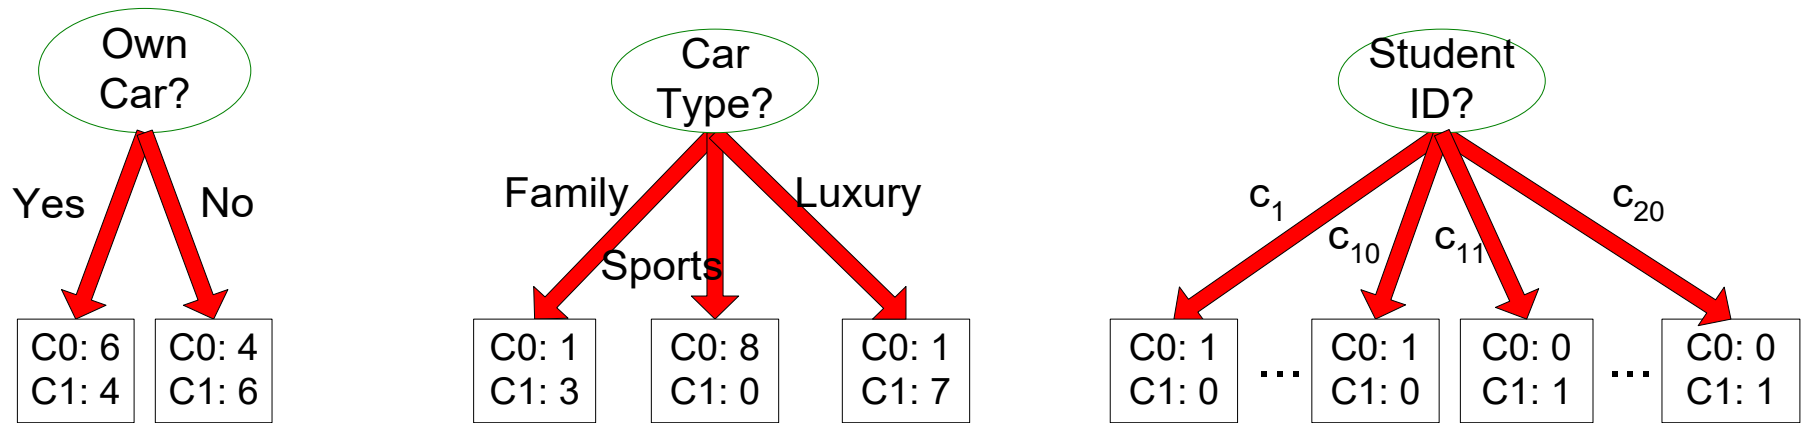 Own
Car?
Yes
No
C0: 6
C1: 4
C0: 4
C1: 6
Car
Type?
Family
Sports
Luxury
C0: 1
C1: 3
C0: 8
C1: 0
C0: 1
C1: 7
Student
ID?
c1
c10
c11
c20
C0: 1
C1: 0
...
C0: 1
C1: 0
C0: 0
C1: 1
...
C0: 0
C1: 1